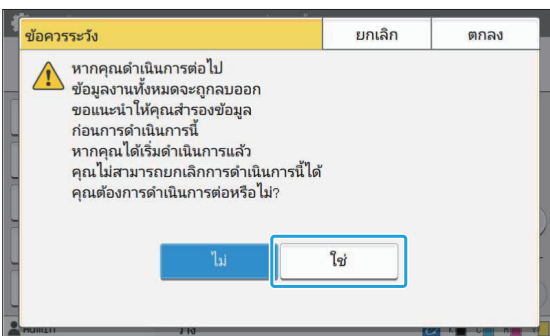 ข้อควรระวัง
ยกเลิก
ตกลง
หากคุณดำเนินการต่อไป
ข้อมูลงานทั้งหมดจะถูกลบออก
ขอแนะนำให้คุณสำรองข้อมูล
ก่อนการดำเนินการนี้
หากคุณได้เริ่มดำเนินการแล้ว
คุณไม่สามารถยกเลิกการดำเนินการนี้ได้
คุณต้องการดำเนินการต่อหรือไม่?
ไม่
ใช่